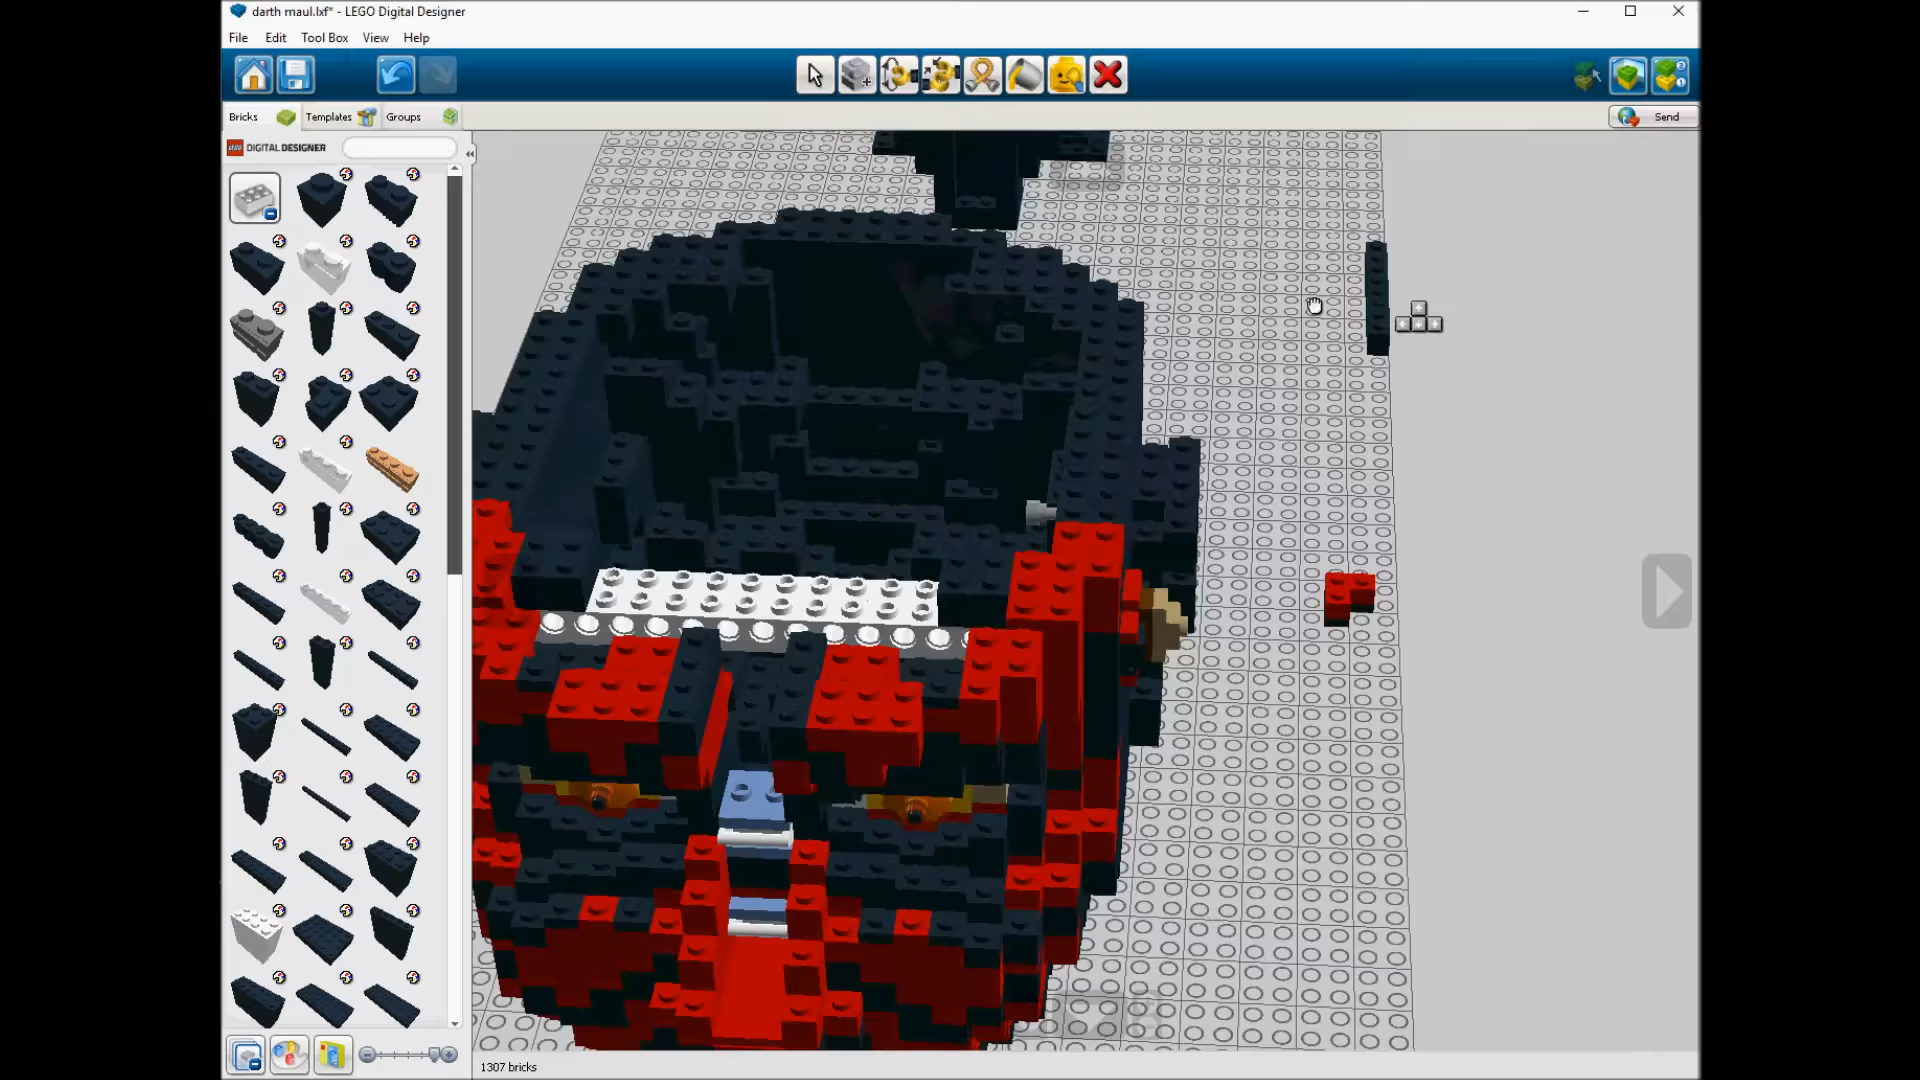 darth maul.lxf* - LEGO Digital Designer
File Edit Tool Box View Help
Bricks Templates Groups Send
LEGO DIGITAL DESIGNER
1307 bricks